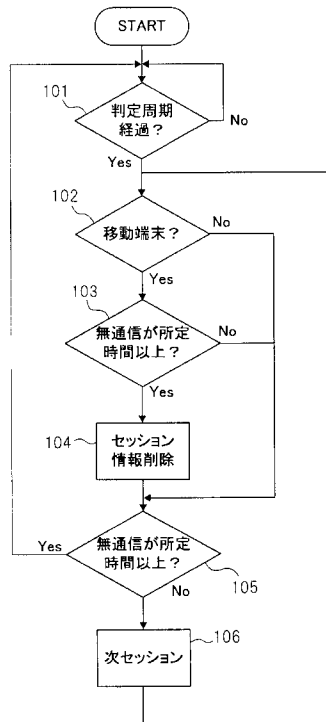 START
101
判定周期
経過？
No
Yes
102
移動端末？
No
Yes
103
無通信が所定
時間以上？
No
Yes
104
セッション
情報削除
Yes
無通信が所定
時間以上？
105
No
106
次セッション